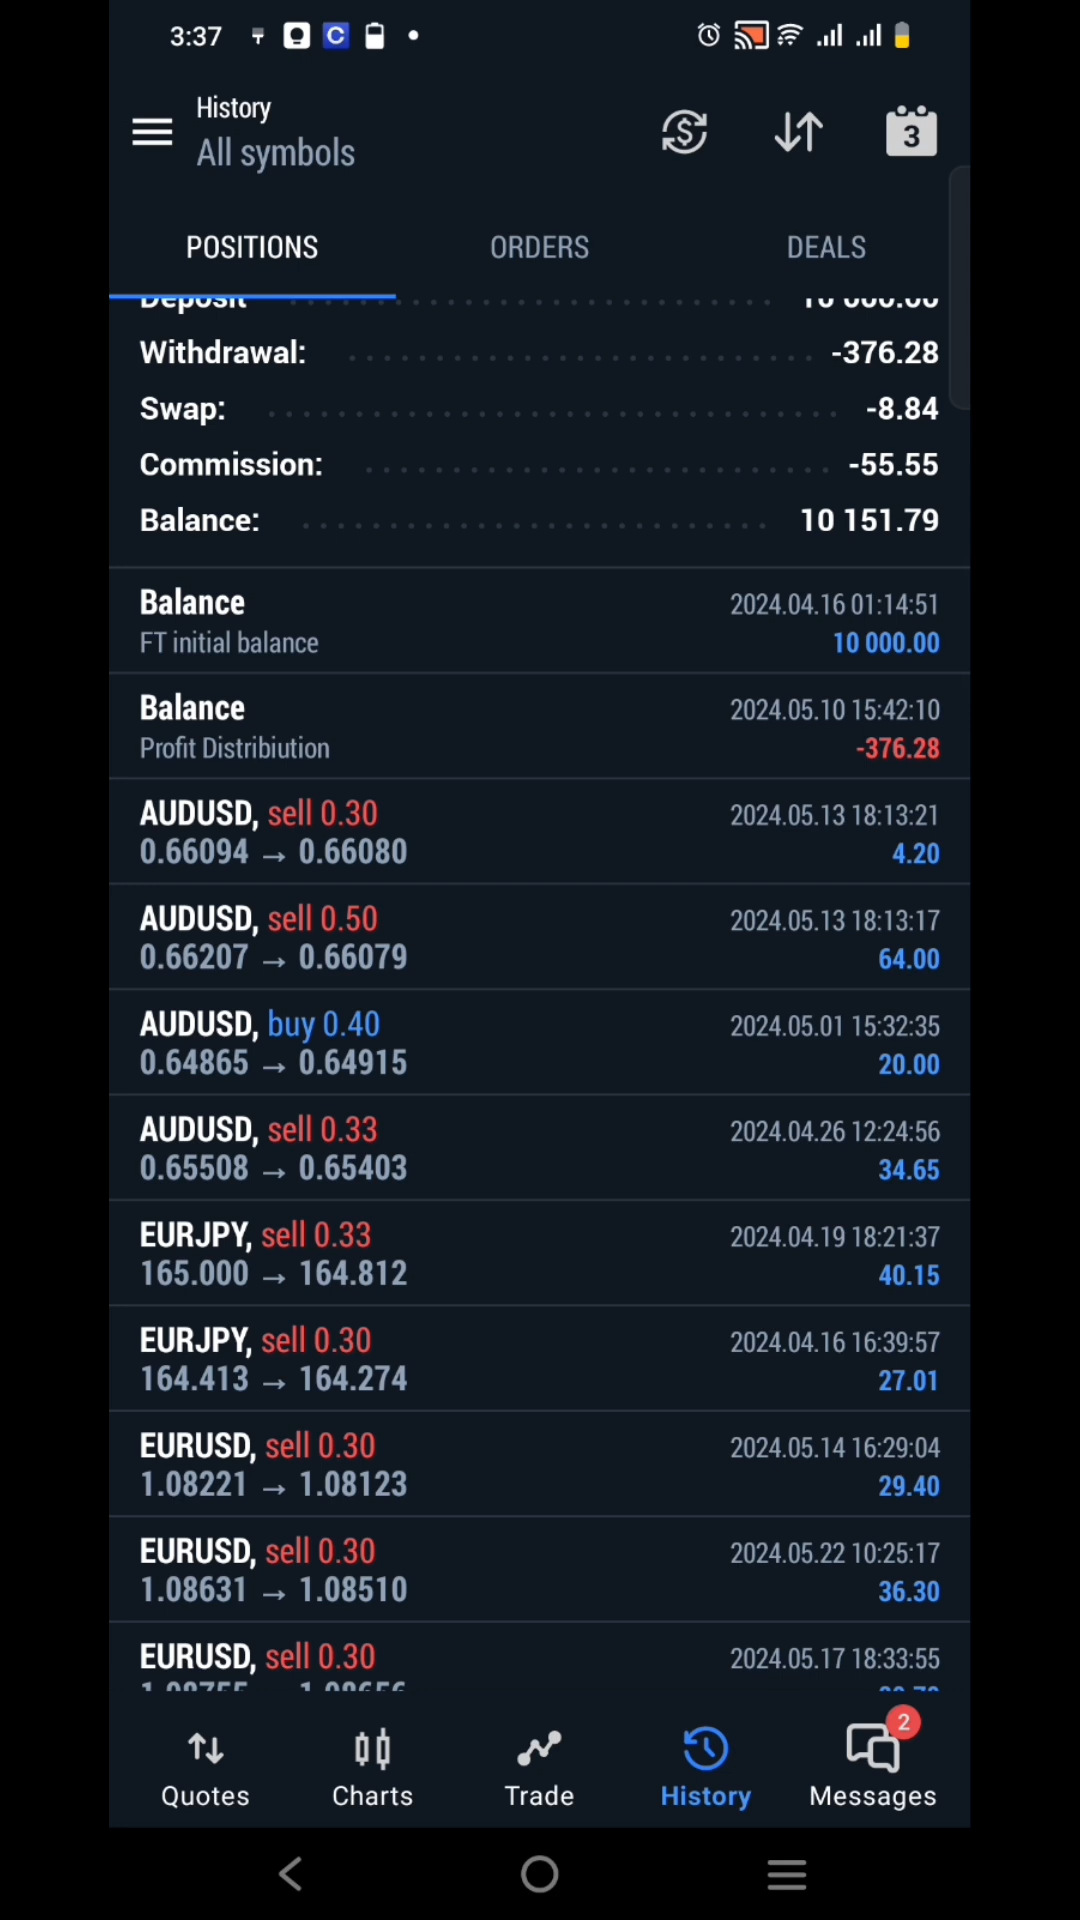 3:37
C
History
All symbols
3
POSITIONS ORDERS DEALS
Deposit 10 000.00
Withdrawal: -376.28
Swap: -8.84
Commission: -55.55
Balance: 10 151.79
Balance 2024.04.16 01:14:51
FT initial balance 10 000.00
Balance 2024.05.10 15:42:10
Profit Distribiution -376.28
AUDUSD, sell 0.30 2024.05.13 18:13:21
0.66094 → 0.66080 4.20
AUDUSD, sell 0.50 2024.05.13 18:13:17
0.66207 → 0.66079 64.00
AUDUSD, buy 0.40 2024.05.01 15:32:35
0.64865 → 0.64915 20.00
AUDUSD, sell 0.33 2024.04.26 12:24:56
0.65508 → 0.65403 34.65
EURJPY, sell 0.33 2024.04.19 18:21:37
165.000 → 164.812 40.15
EURJPY, sell 0.30 2024.04.16 16:39:57
164.413 → 164.274 27.01
EURUSD, sell 0.30 2024.05.14 16:29:04
1.08221 → 1.08123 29.40
EURUSD, sell 0.30 2024.05.22 10:25:17
1.08631 → 1.08510 36.30
EURUSD, sell 0.30 2024.05.17 18:33:55
2
Quotes Charts Trade History Messages